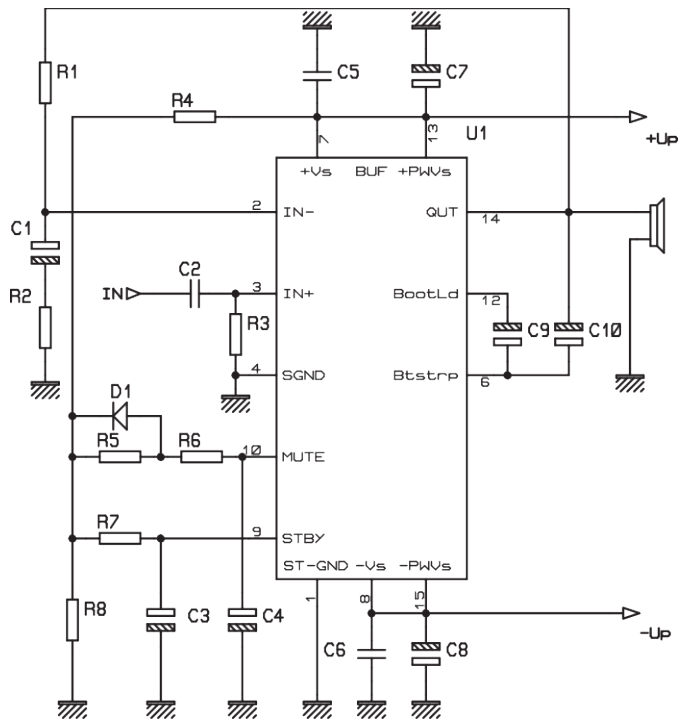 R1
C5
C7
R4
7
13
U1
+Up
+Vs
BUF
+PWVs
2
IN-
QUT
14
C1
C2
IN
3
IN+
BootLd
12
R2
R3
C9
C10
4
SGND
Btstrp
6
D1
R5
R6
10
MUTE
R7
9
STBY
ST-GND
-Vs
-PWVs
1
8
15
R8
C3
C4
C6
C8
-Up